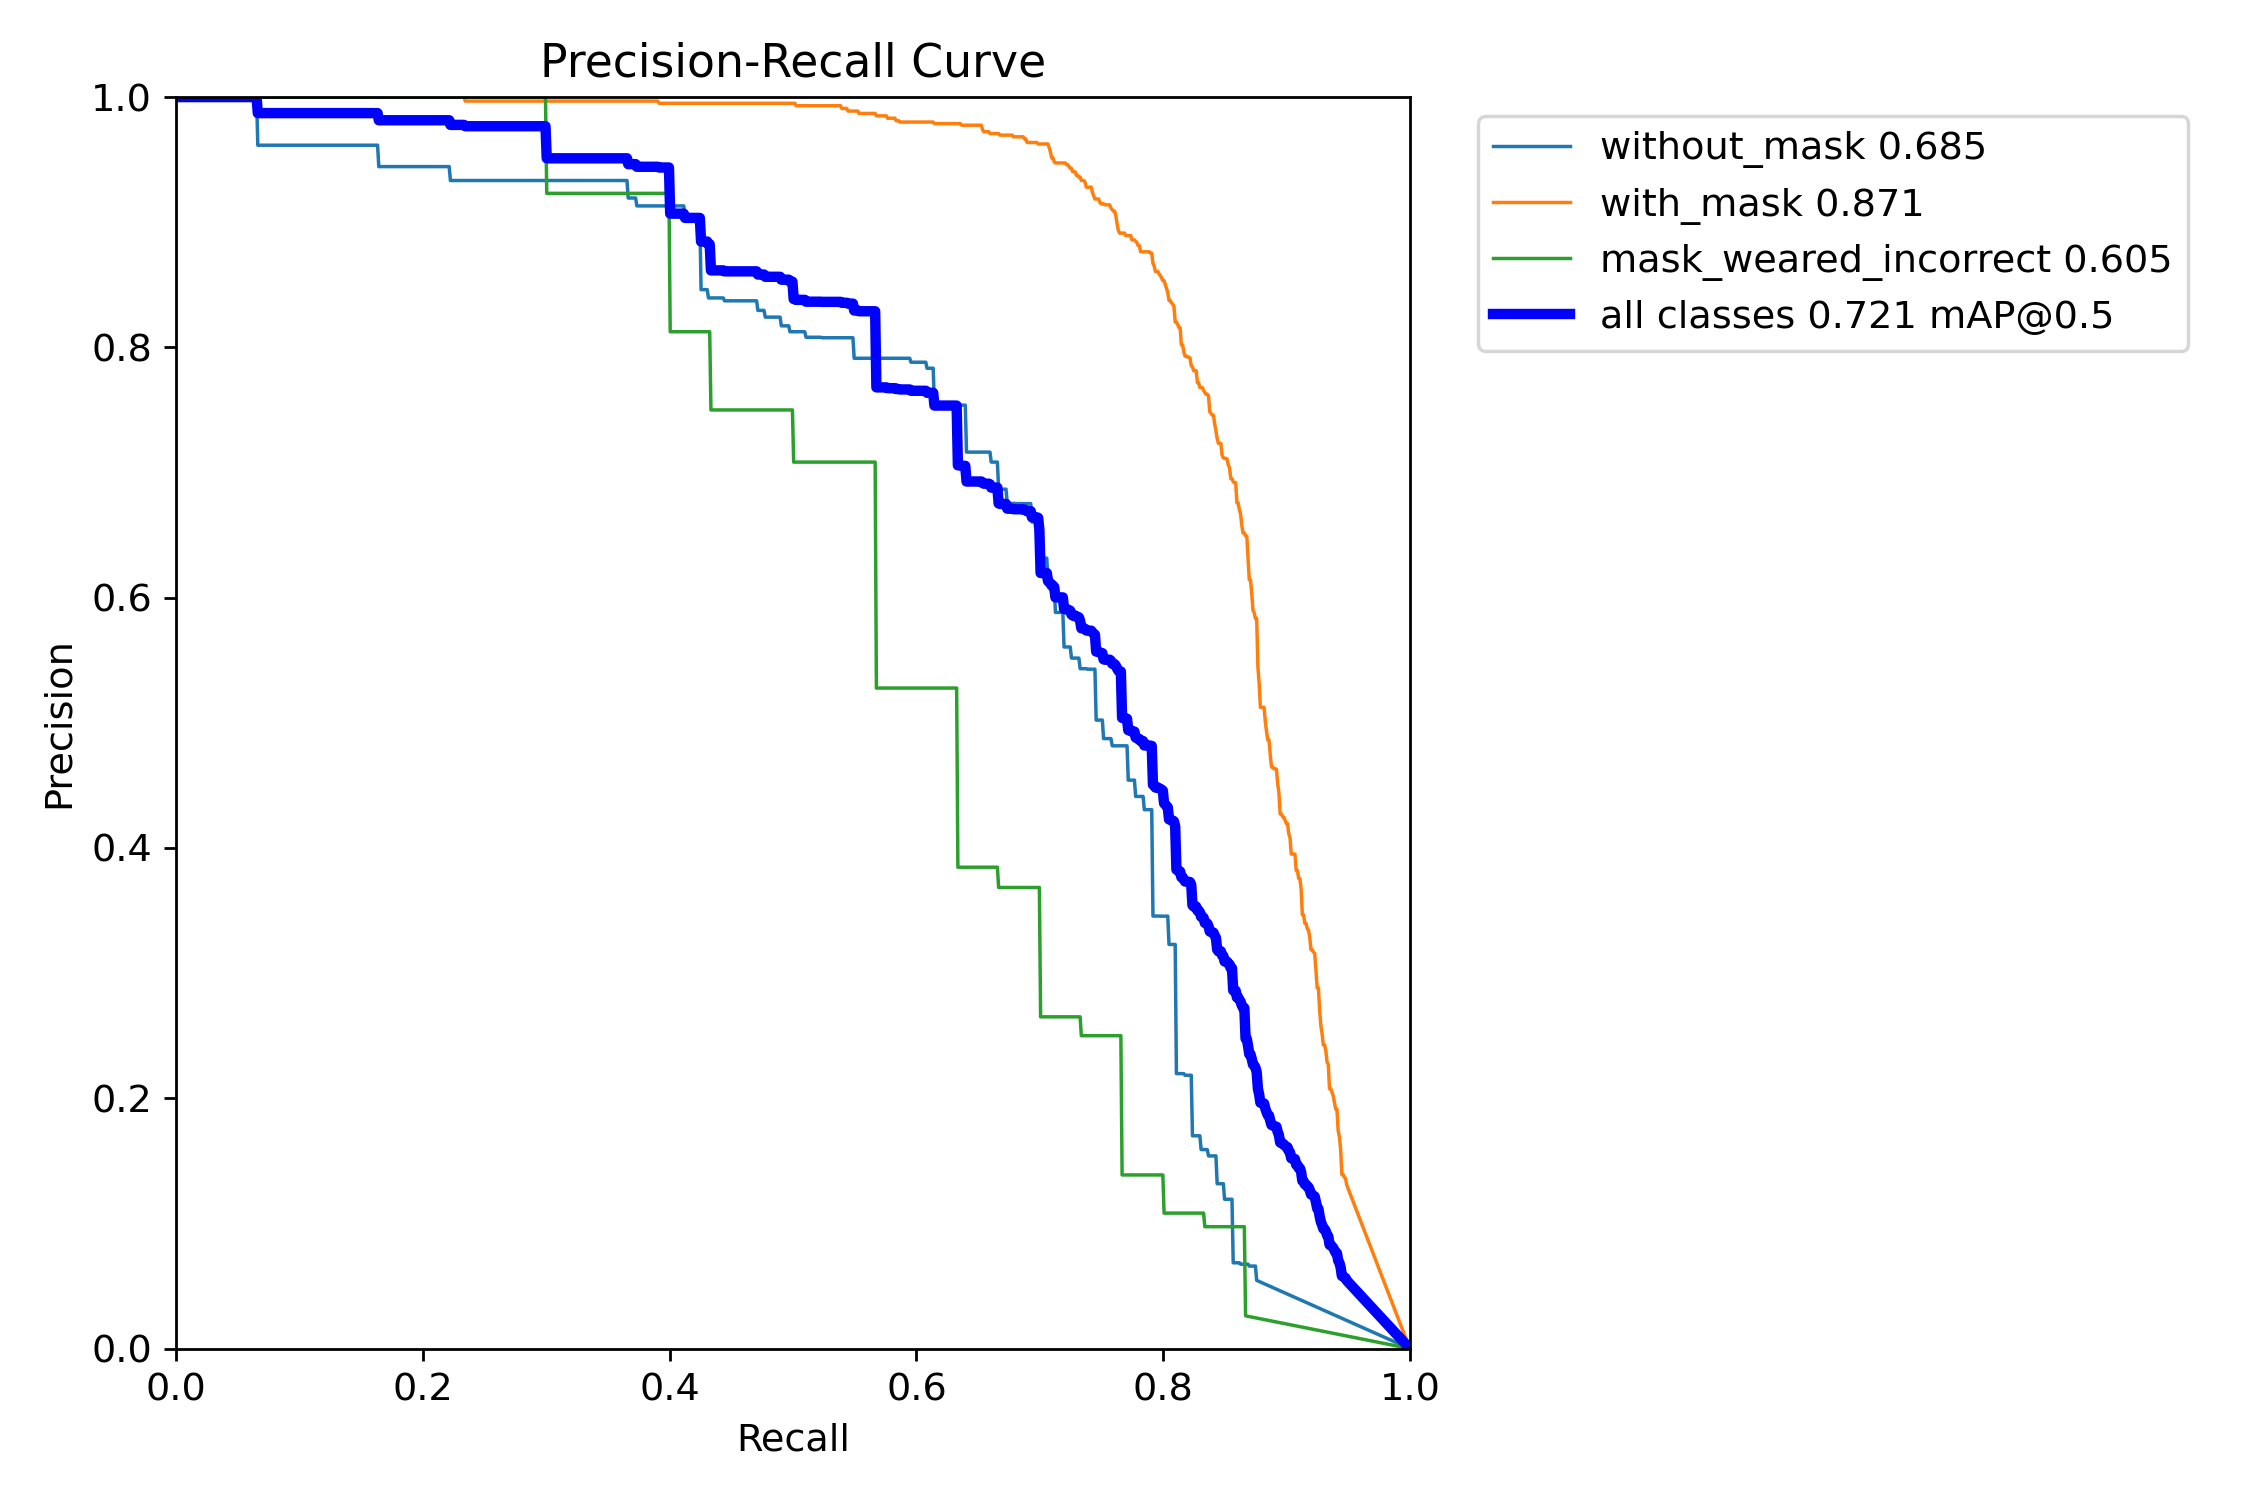 Precision-Recall Curve
1.0
0.8
0.6
0.4
0.2
0.0
Precision
0.0 0.2 0.4 0.6 0.8 1.0
Recall
without_mask 0.685
with_mask 0.871
mask_weared_incorrect 0.605
all classes 0.721 mAP@0.5